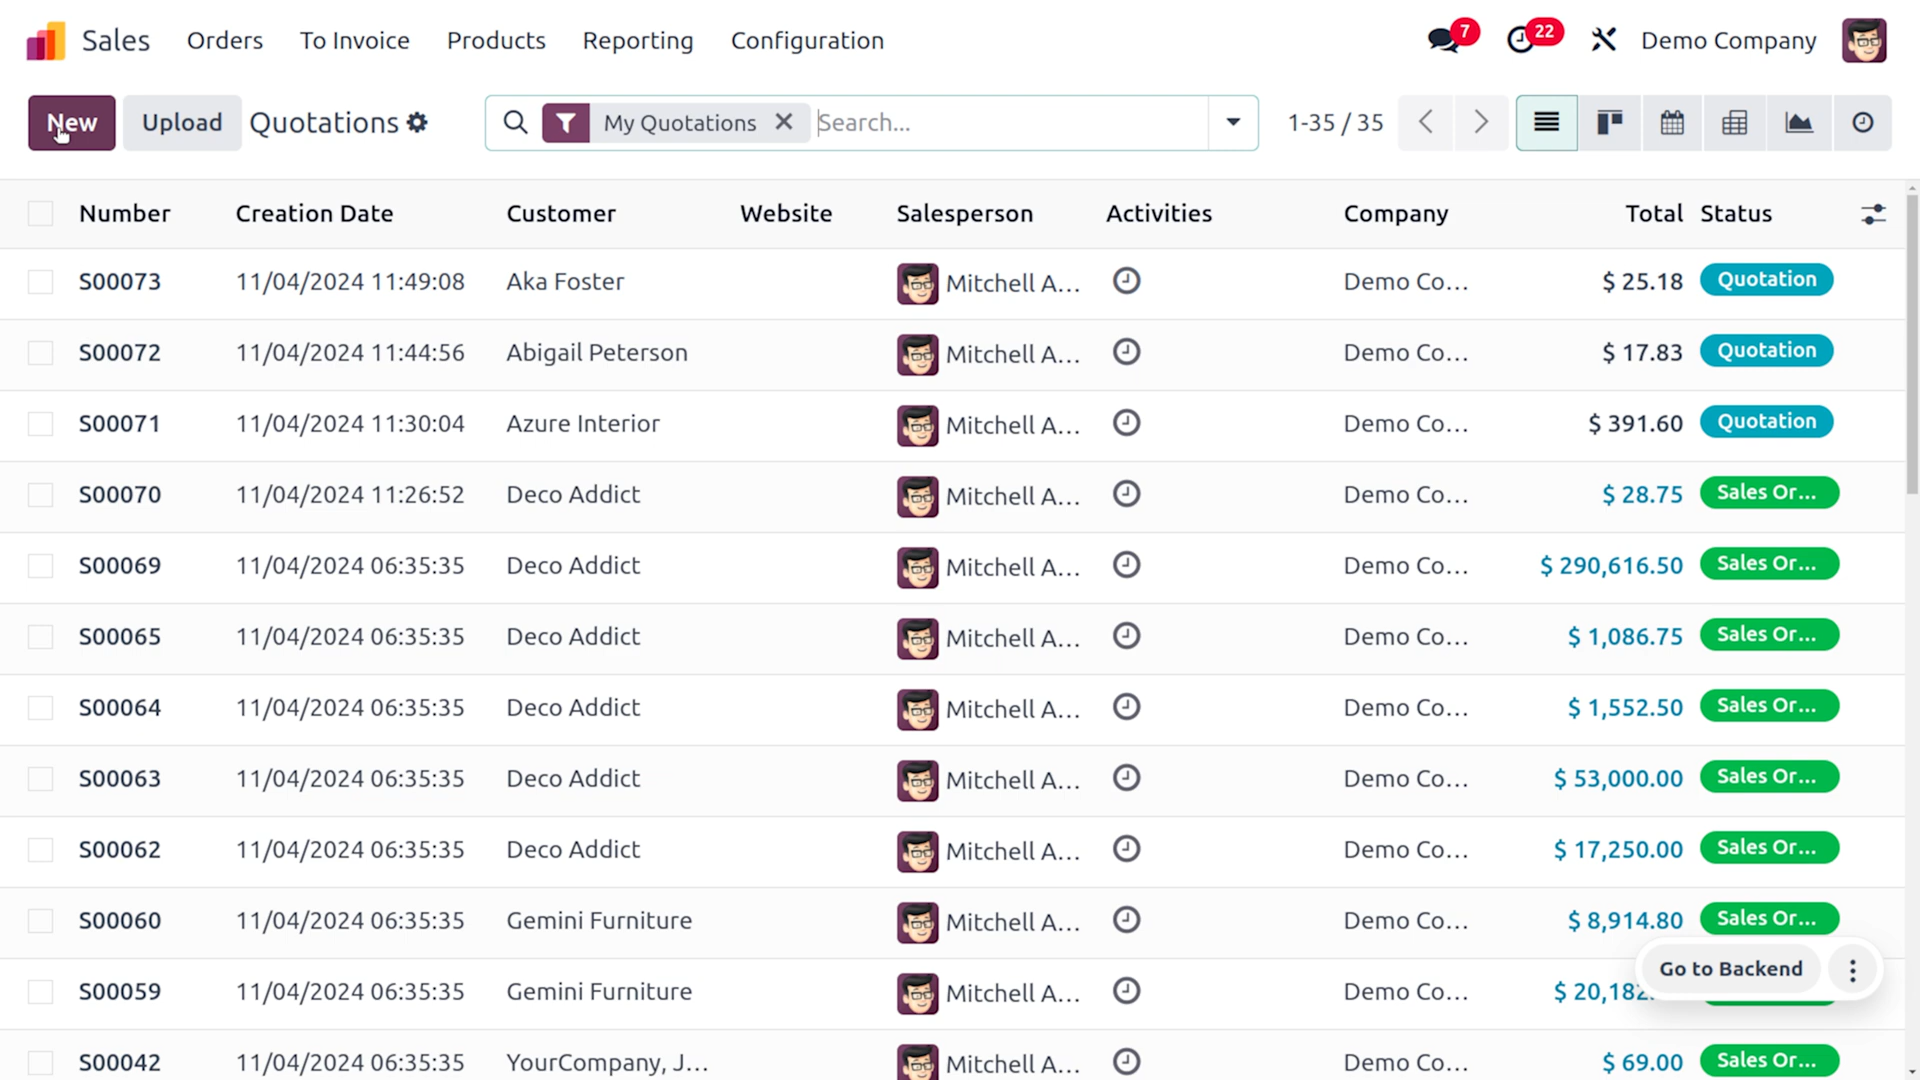 Sales Orders To Invoice Products Reporting Configuration 7 22 Demo Company
New Upload Quotations My Quotations Search... 1-35 / 35
Number Creation Date Customer Website Salesperson Activities Company Total Status
S00073 11/04/2024 11:49:08 Aka Foster Mitchell A... Demo Co... $ 25.18 Quotation
S00072 11/04/2024 11:44:56 Abigail Peterson Mitchell A... Demo Co... $ 17.83 Quotation
S00071 11/04/2024 11:30:04 Azure Interior Mitchell A... Demo Co... $ 391.60 Quotation
S00070 11/04/2024 11:26:52 Deco Addict Mitchell A... Demo Co... $ 28.75 Sales Or...
S00069 11/04/2024 06:35:35 Deco Addict Mitchell A... Demo Co... $ 290,616.50 Sales Or...
S00065 11/04/2024 06:35:35 Deco Addict Mitchell A... Demo Co... $ 1,086.75 Sales Or...
S00064 11/04/2024 06:35:35 Deco Addict Mitchell A... Demo Co... $ 1,552.50 Sales Or...
S00063 11/04/2024 06:35:35 Deco Addict Mitchell A... Demo Co... $ 53,000.00 Sales Or...
S00062 11/04/2024 06:35:35 Deco Addict Mitchell A... Demo Co... $ 17,250.00 Sales Or...
S00060 11/04/2024 06:35:35 Gemini Furniture Mitchell A... Demo Co... $ 8,914.80 Sales Or...
Go to Backend
S00059 11/04/2024 06:35:35 Gemini Furniture Mitchell A... Demo Co... $ 20,182.
S00042 11/04/2024 06:35:35 YourCompany, J... Mitchell A... Demo Co... $ 69.00 Sales Or...